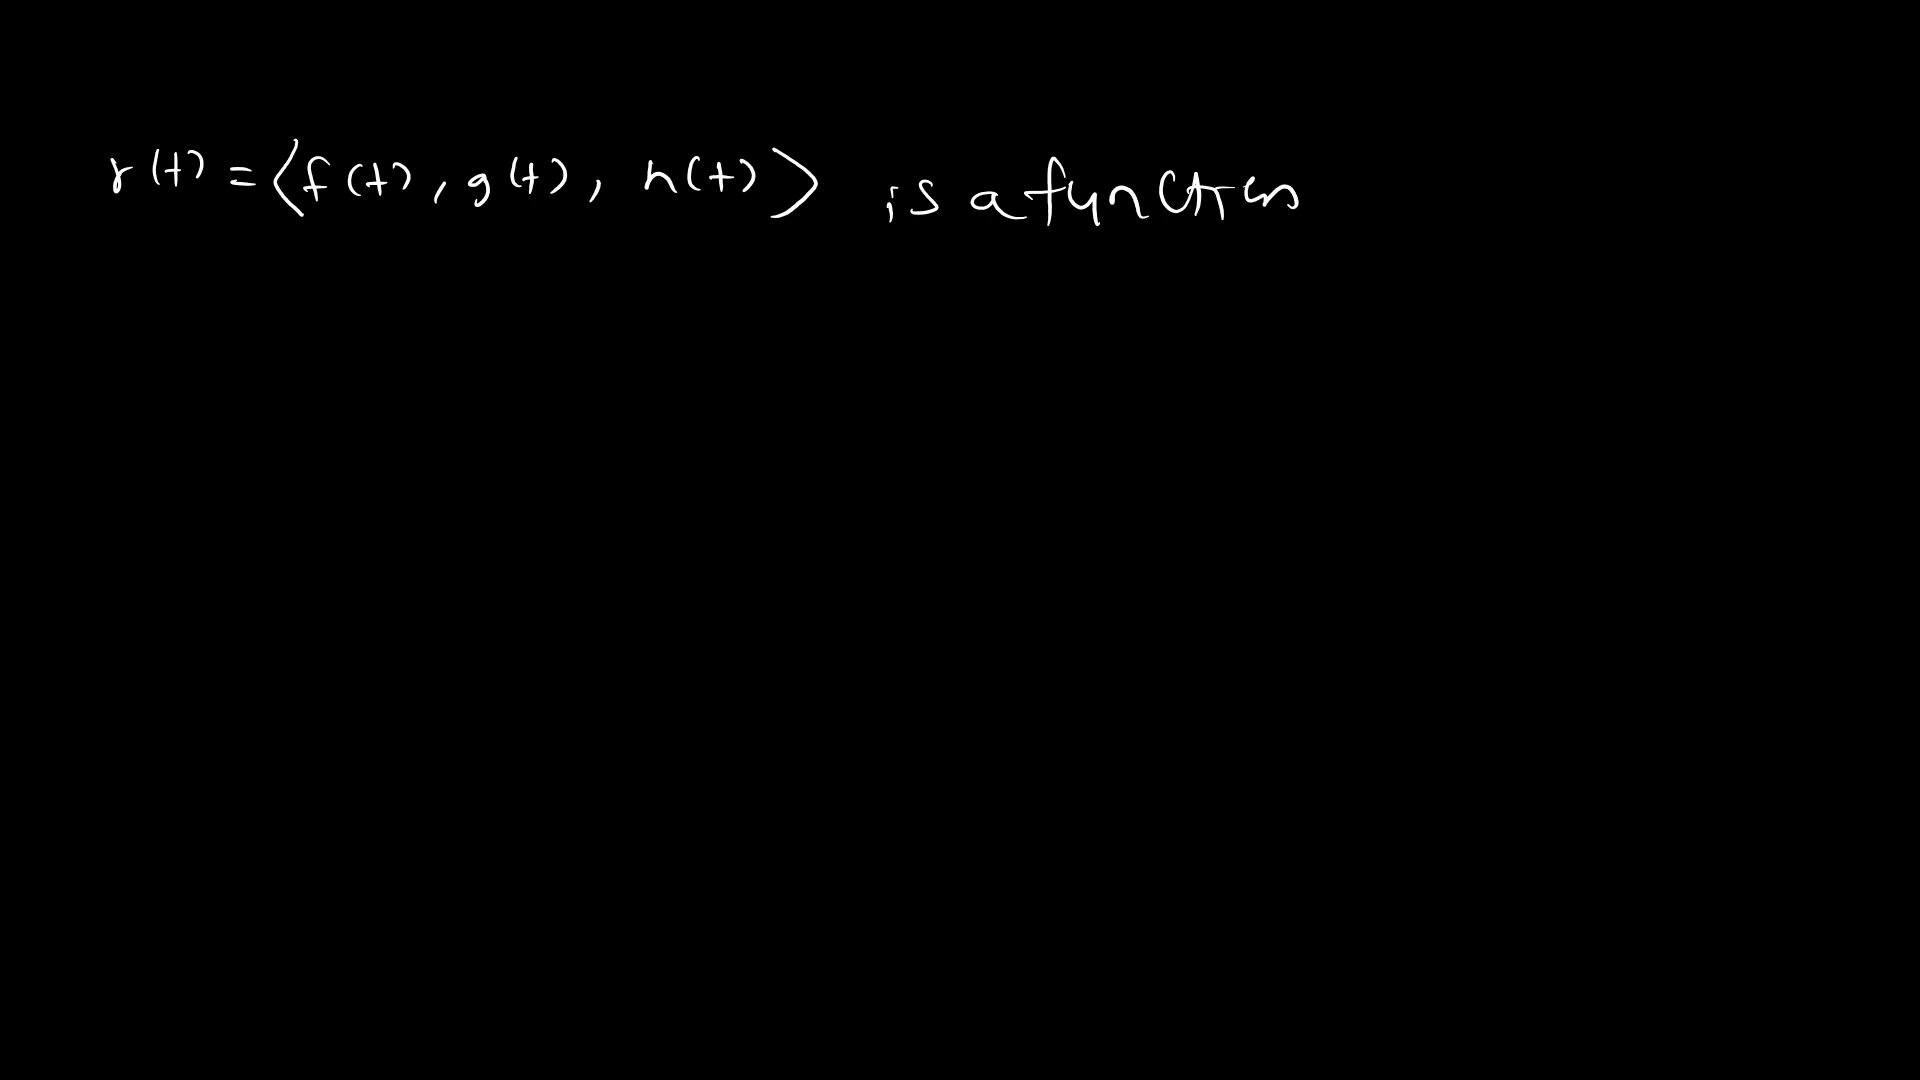 r(t) = ⟨f(t), g(t), h(t)⟩ is a function